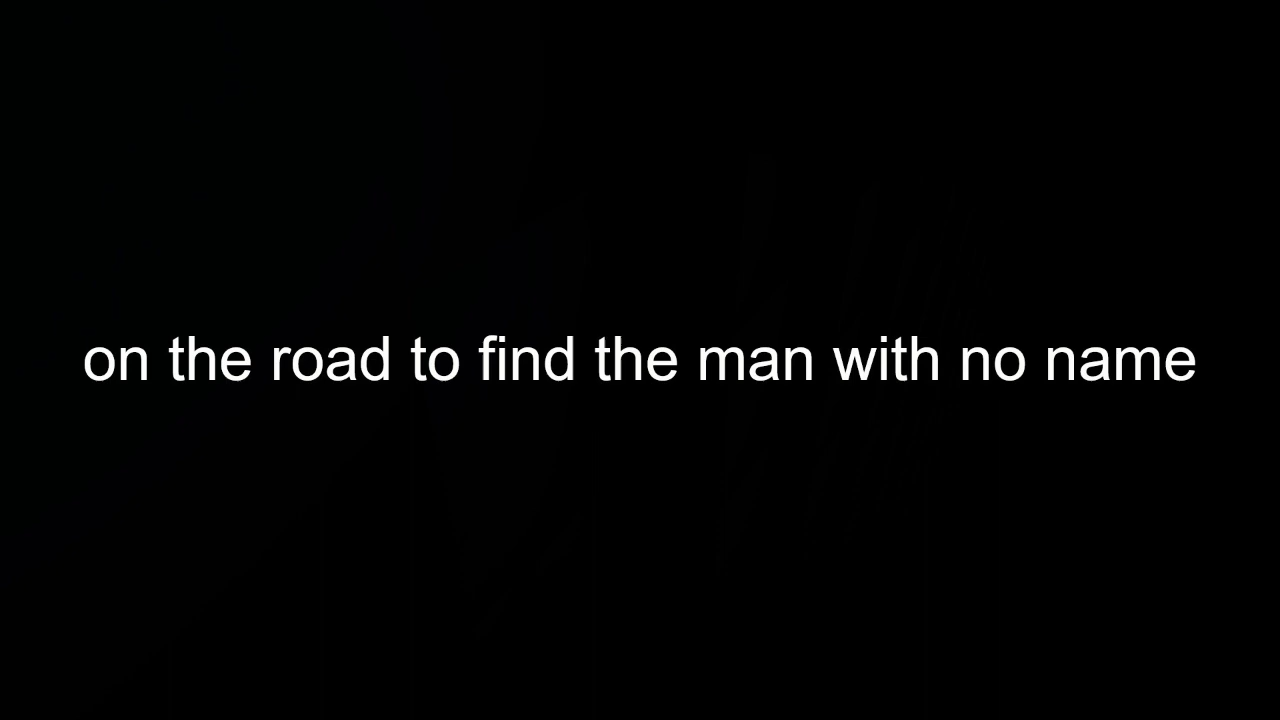 on the road to find the man with no name